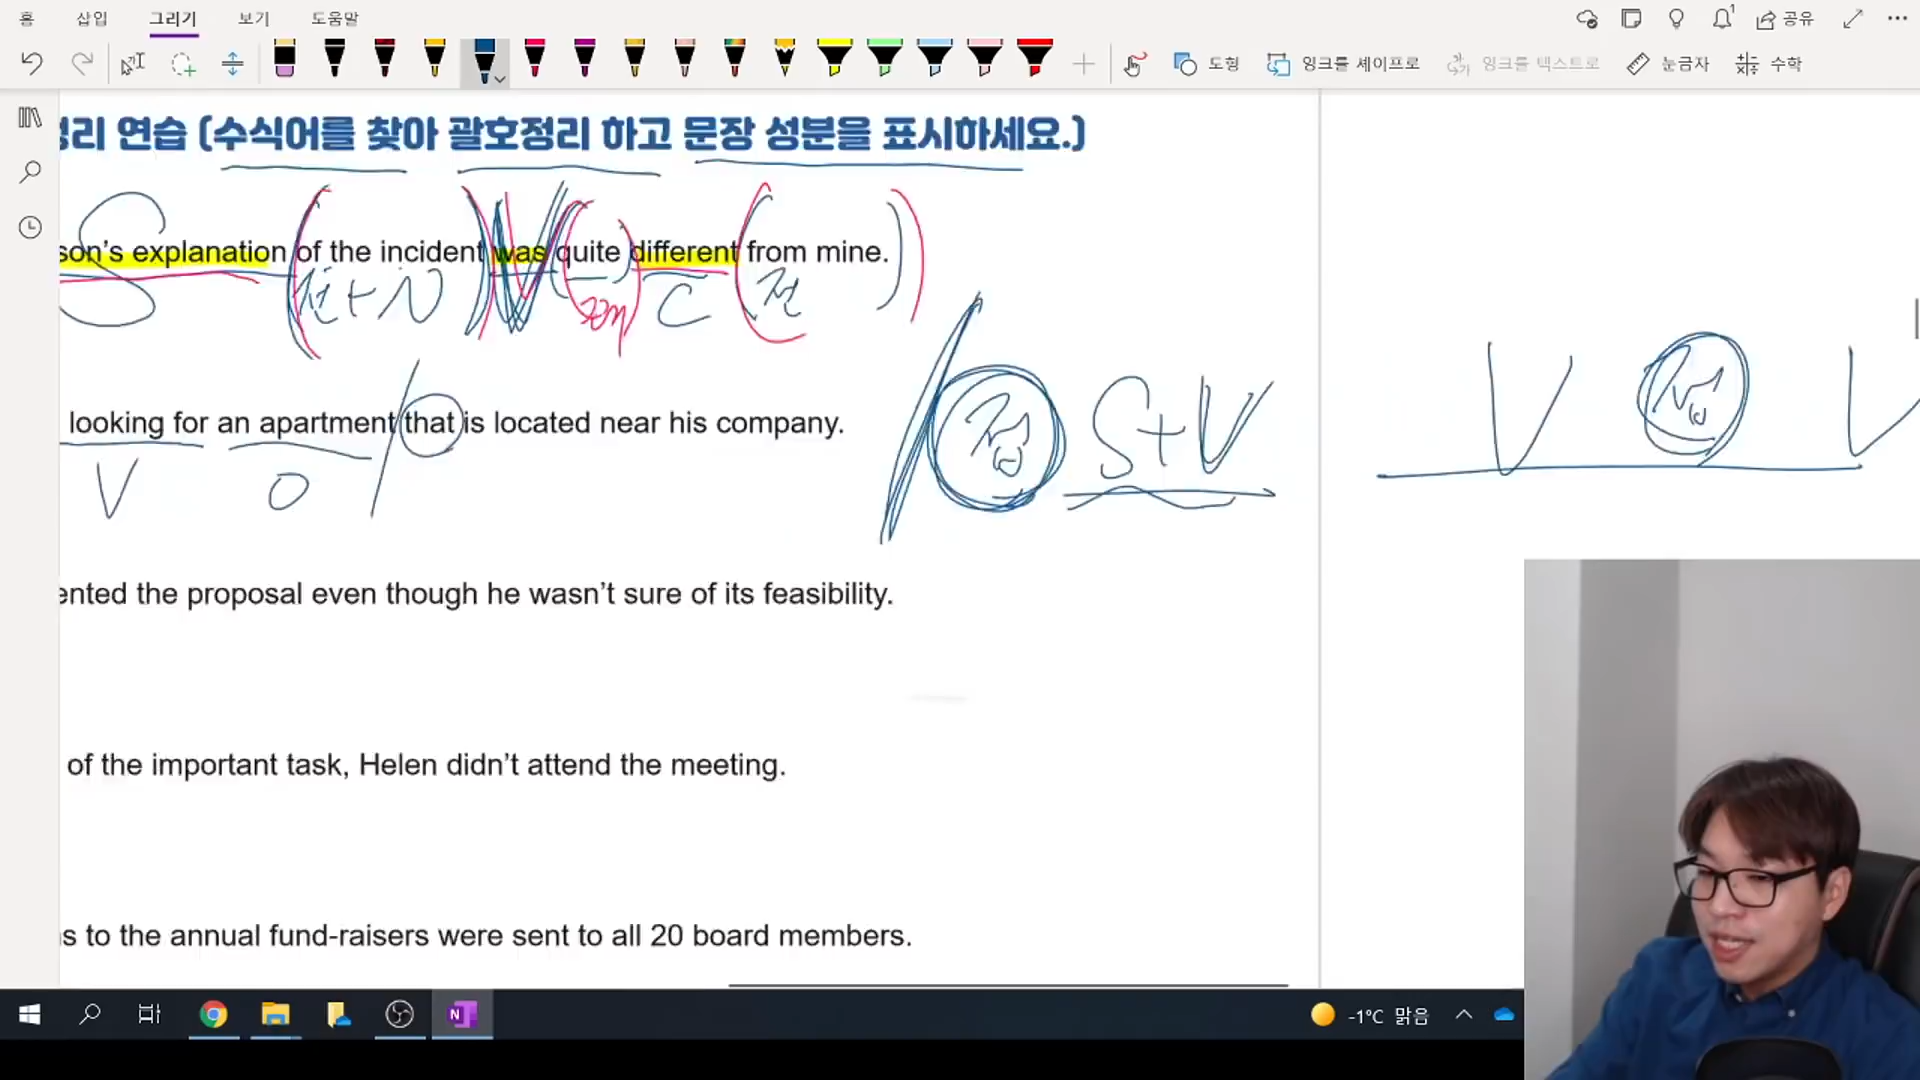 홈 삽입 그리기 보기 도움말
1 공유
도형 잉크를 셰이프로 잉크를 텍스트로 눈금자 수학
정리 연습 (수식어를 찾아 괄호정리 하고 문장 성분을 표시하세요.)
S V
son's explanation of the incident was quite different from mine.
전+N C 전
접 S+V V 접 V
looking for an apartment that is located near his company.
V O
ented the proposal even though he wasn't sure of its feasibility.
of the important task, Helen didn't attend the meeting.
s to the annual fund-raisers were sent to all 20 board members.
N -1°C 맑음